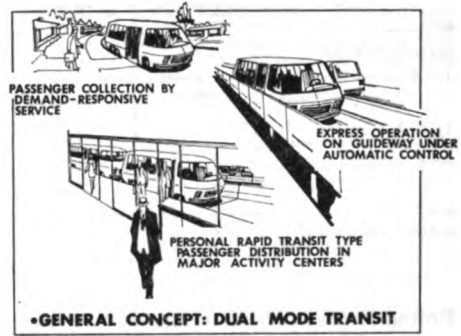 PASSENGER COLLECTION BY
DEMAND-RESPONSIVE
SERVICE
EXPRESS OPERATION
ON GUIDEWAY UNDER
AUTOMATIC CONTROL
PERSONAL RAPID TRANSIT TYPE
PASSENGER DISTRIBUTION IN
MAJOR ACTIVITY CENTERS
•GENERAL CONCEPT: DUAL MODE TRANSIT